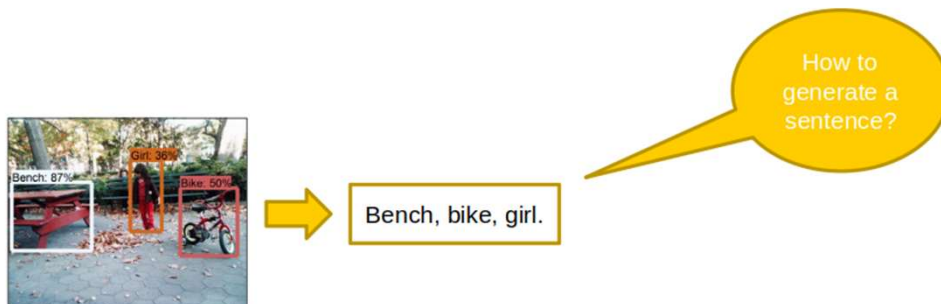 How to
generate a
sentence?
Girl: 36%
Bench: 87%
Bike: 50%
Bench, bike, girl.